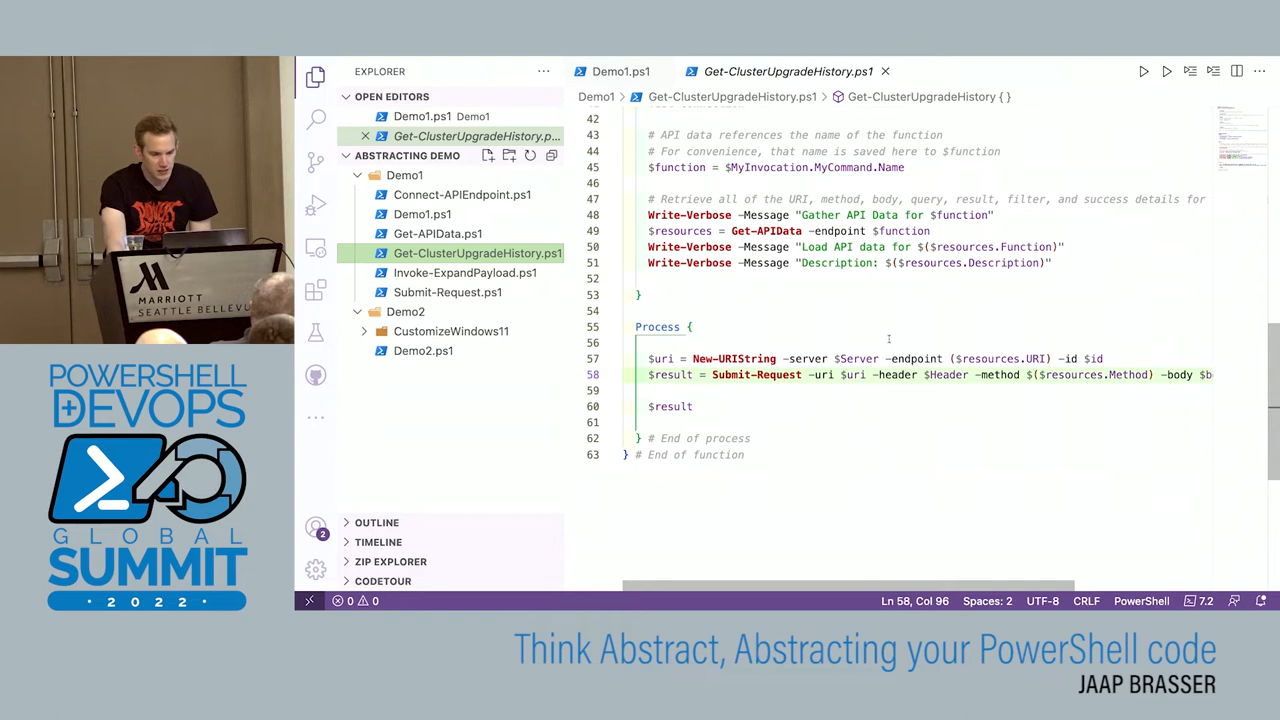 EXPLORER
OPEN EDITORS
Demo1.ps1 Demo1
Get-ClusterUpgradeHistory.p...
ABSTRACTING DEMO
Demo1
Connect-APIEndpoint.ps1
Demo1.ps1
Get-APIData.ps1
Get-ClusterUpgradeHistory.ps1
Invoke-ExpandPayload.ps1
Submit-Request.ps1
Demo2
CustomizeWindows11
Demo2.ps1
OUTLINE
TIMELINE
ZIP EXPLORER
CODETOUR
2
Demo1.ps1
Get-ClusterUpgradeHistory.ps1
Demo1 > Get-ClusterUpgradeHistory.ps1 > Get-ClusterUpgradeHistory { }
42
43 # API data references the name of the function
44 # For convenience, that name is saved here to $function
45 $function = $MyInvocation.MyCommand.Name
46
47 # Retrieve all of the URI, method, body, query, result, filter, and success details for
48 Write-Verbose -Message "Gather API Data for $function"
49 $resources = Get-APIData -endpoint $function
50 Write-Verbose -Message "Load API data for $($resources.Function)"
51 Write-Verbose -Message "Description: $($resources.Description)"
52
53 }
54
55 Process {
56
57 $uri = New-URIString -server $Server -endpoint ($resources.URI) -id $id
58 $result = Submit-Request -uri $uri -header $Header -method $($resources.Method) -body $b
59
60 $result
61
62 } # End of process
63 } # End of function
0 0
Ln 58, Col 96 Spaces: 2 UTF-8 CRLF PowerShell 7.2
MARRIOTT
SEATTLE BELLEVU
POWERSHELL
DEVOPS
GLOBAL
SUMMIT
· 2022 ·
Think Abstract, Abstracting your PowerShell code
JAAP BRASSER